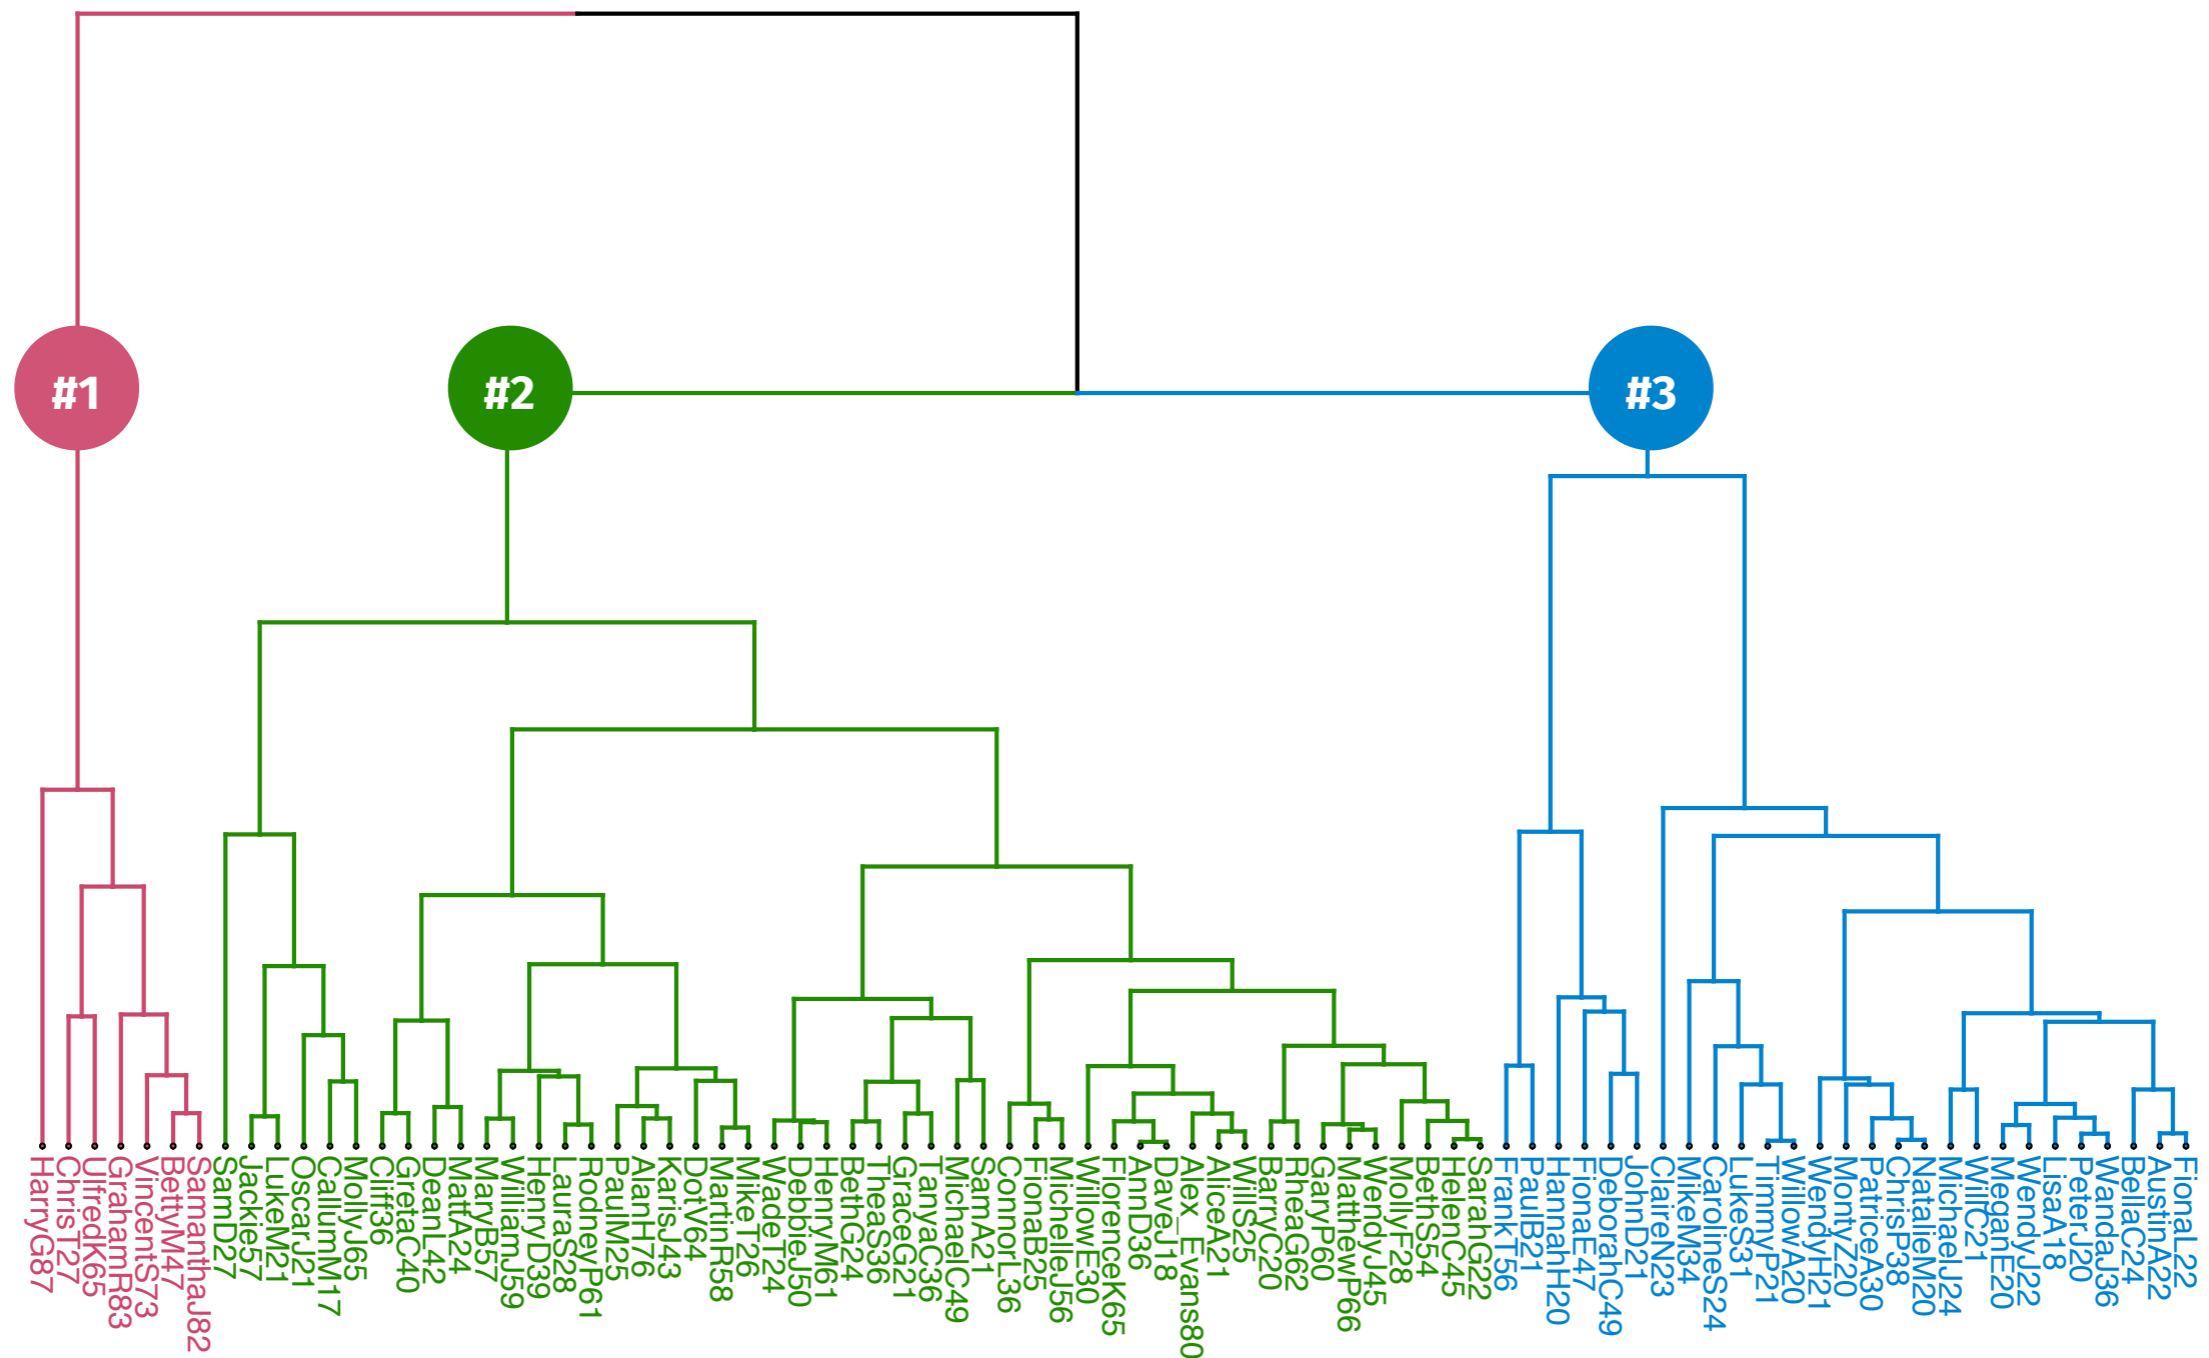 #1
#2
#3
HarryG87
ChrisT27
UlfredK65
GrahamR83
VincentS73
BettyM47
SamanthaJ82
SamD27
Jackie57
LukeM21
OscarJ21
CallumM17
MollyJ65
Cliff36
GretaC40
DeanL42
MattA24
MaryB57
WilliamJ59
HenryD39
LauraS28
RodneyP61
PaulM25
AlanH76
KarisJ43
DotV64
MartinR58
MikeT26
WadeT24
DebbieJ50
HenryM61
BethG24
TheaS36
GraceG21
TanyaC36
MichaelC49
SamA21
ConnorL36
FionaB25
MichelleJ56
WillowE30
FlorenceK65
AnnD36
DaveJ18
Alex_Evans80
AliceA21
WillS25
BarryC20
RheaG62
GaryP60
MatthewP66
WendyJ45
MollyF28
BethS54
HelenC45
SarahG22
FrankT56
PaulB21
HannahH20
FionaE47
DeborahC49
JohnD21
ClaireN23
MikeM34
CarolineS24
LukeS31
TimmyP21
WillowA20
WendyH21
MontyZ20
PatriceA30
ChrisP38
NatalieM20
MichaelJ24
WillC21
MeganE20
WendyJ22
LisaA18
PeterJ20
WandaJ36
BellaC24
AustinA22
FionaL22